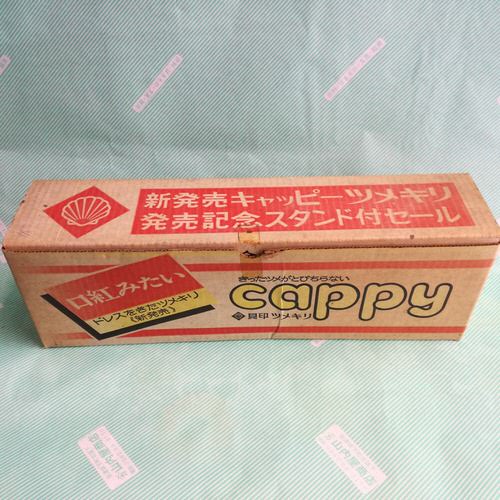 新発売キャッピーツメキリ
発売記念スタンド付セール
口紅みたい
ドレスをきたツメキリ
《新発売》
きったツメがとびちらない
cappy
貝印 ツメキリ